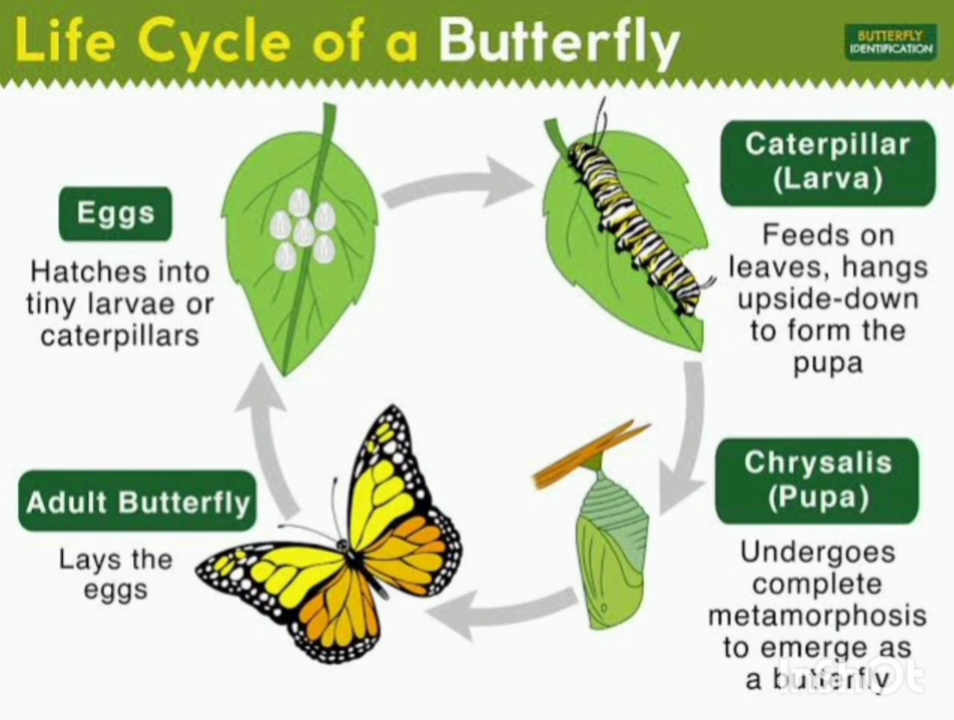 Life Cycle of a Butterfly
BUTTERFLY
IDENTIFICATION
Eggs
Hatches into
tiny larvae or
caterpillars
Caterpillar
(Larva)
Feeds on
leaves, hangs
upside-down
to form the
pupa
Chrysalis
(Pupa)
Undergoes
complete
metamorphosis
to emerge as
a butterfly
Adult Butterfly
Lays the
eggs
InShOt